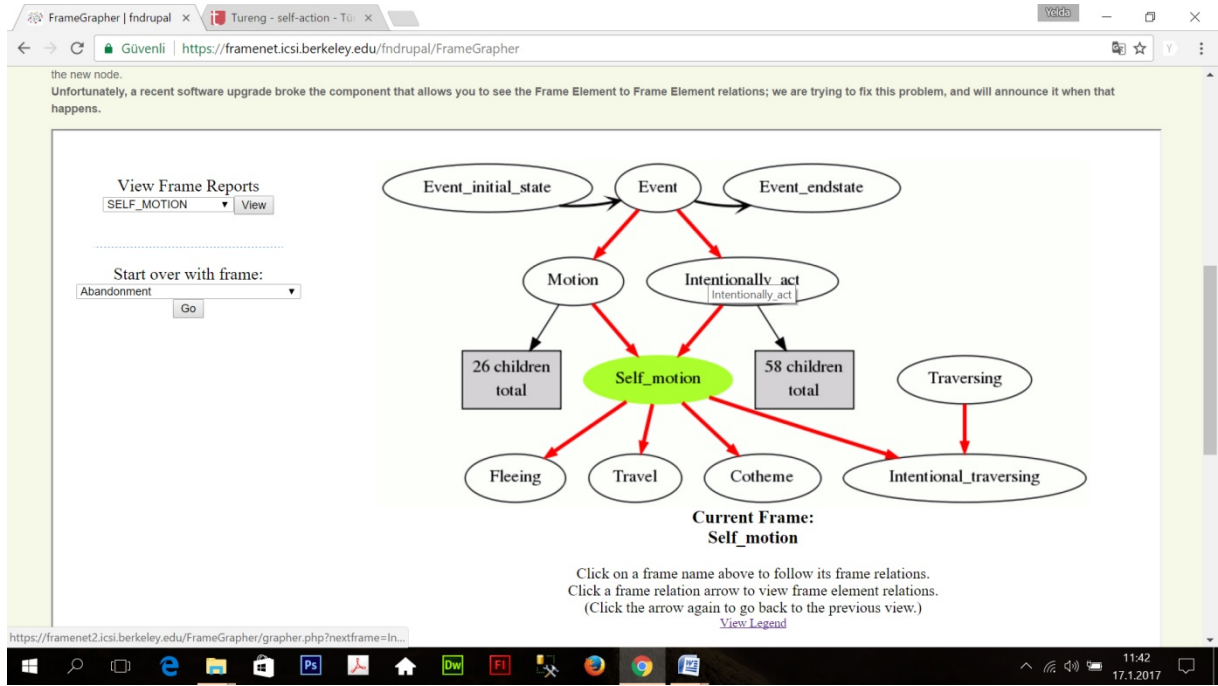 FrameGrapher | fndrupal
Tureng - self-action - Tü
Yelda
Güvenli
https://framenet.icsi.berkeley.edu/fndrupal/FrameGrapher
Y
the new node.
Unfortunately, a recent software upgrade broke the component that allows you to see the Frame Element to Frame Element relations; we are trying to fix this problem, and will announce it when that
happens.
View Frame Reports
SELF_MOTION
View
Start over with frame:
Abandonment
Go
Event_initial_state
Event
Event_endstate
Motion
Intentionally_act
Intentionally_act
26 children
total
Self_motion
58 children
total
Traversing
Fleeing
Travel
Cotheme
Intentional_traversing
Current Frame:
Self_motion
Click on a frame name above to follow its frame relations.
Click a frame relation arrow to view frame element relations.
(Click the arrow again to go back to the previous view.)
View Legend
https://framenet2.icsi.berkeley.edu/FrameGrapher/grapher.php?nextframe=In...
Ps
Dw
Fl
11:42
17.1.2017